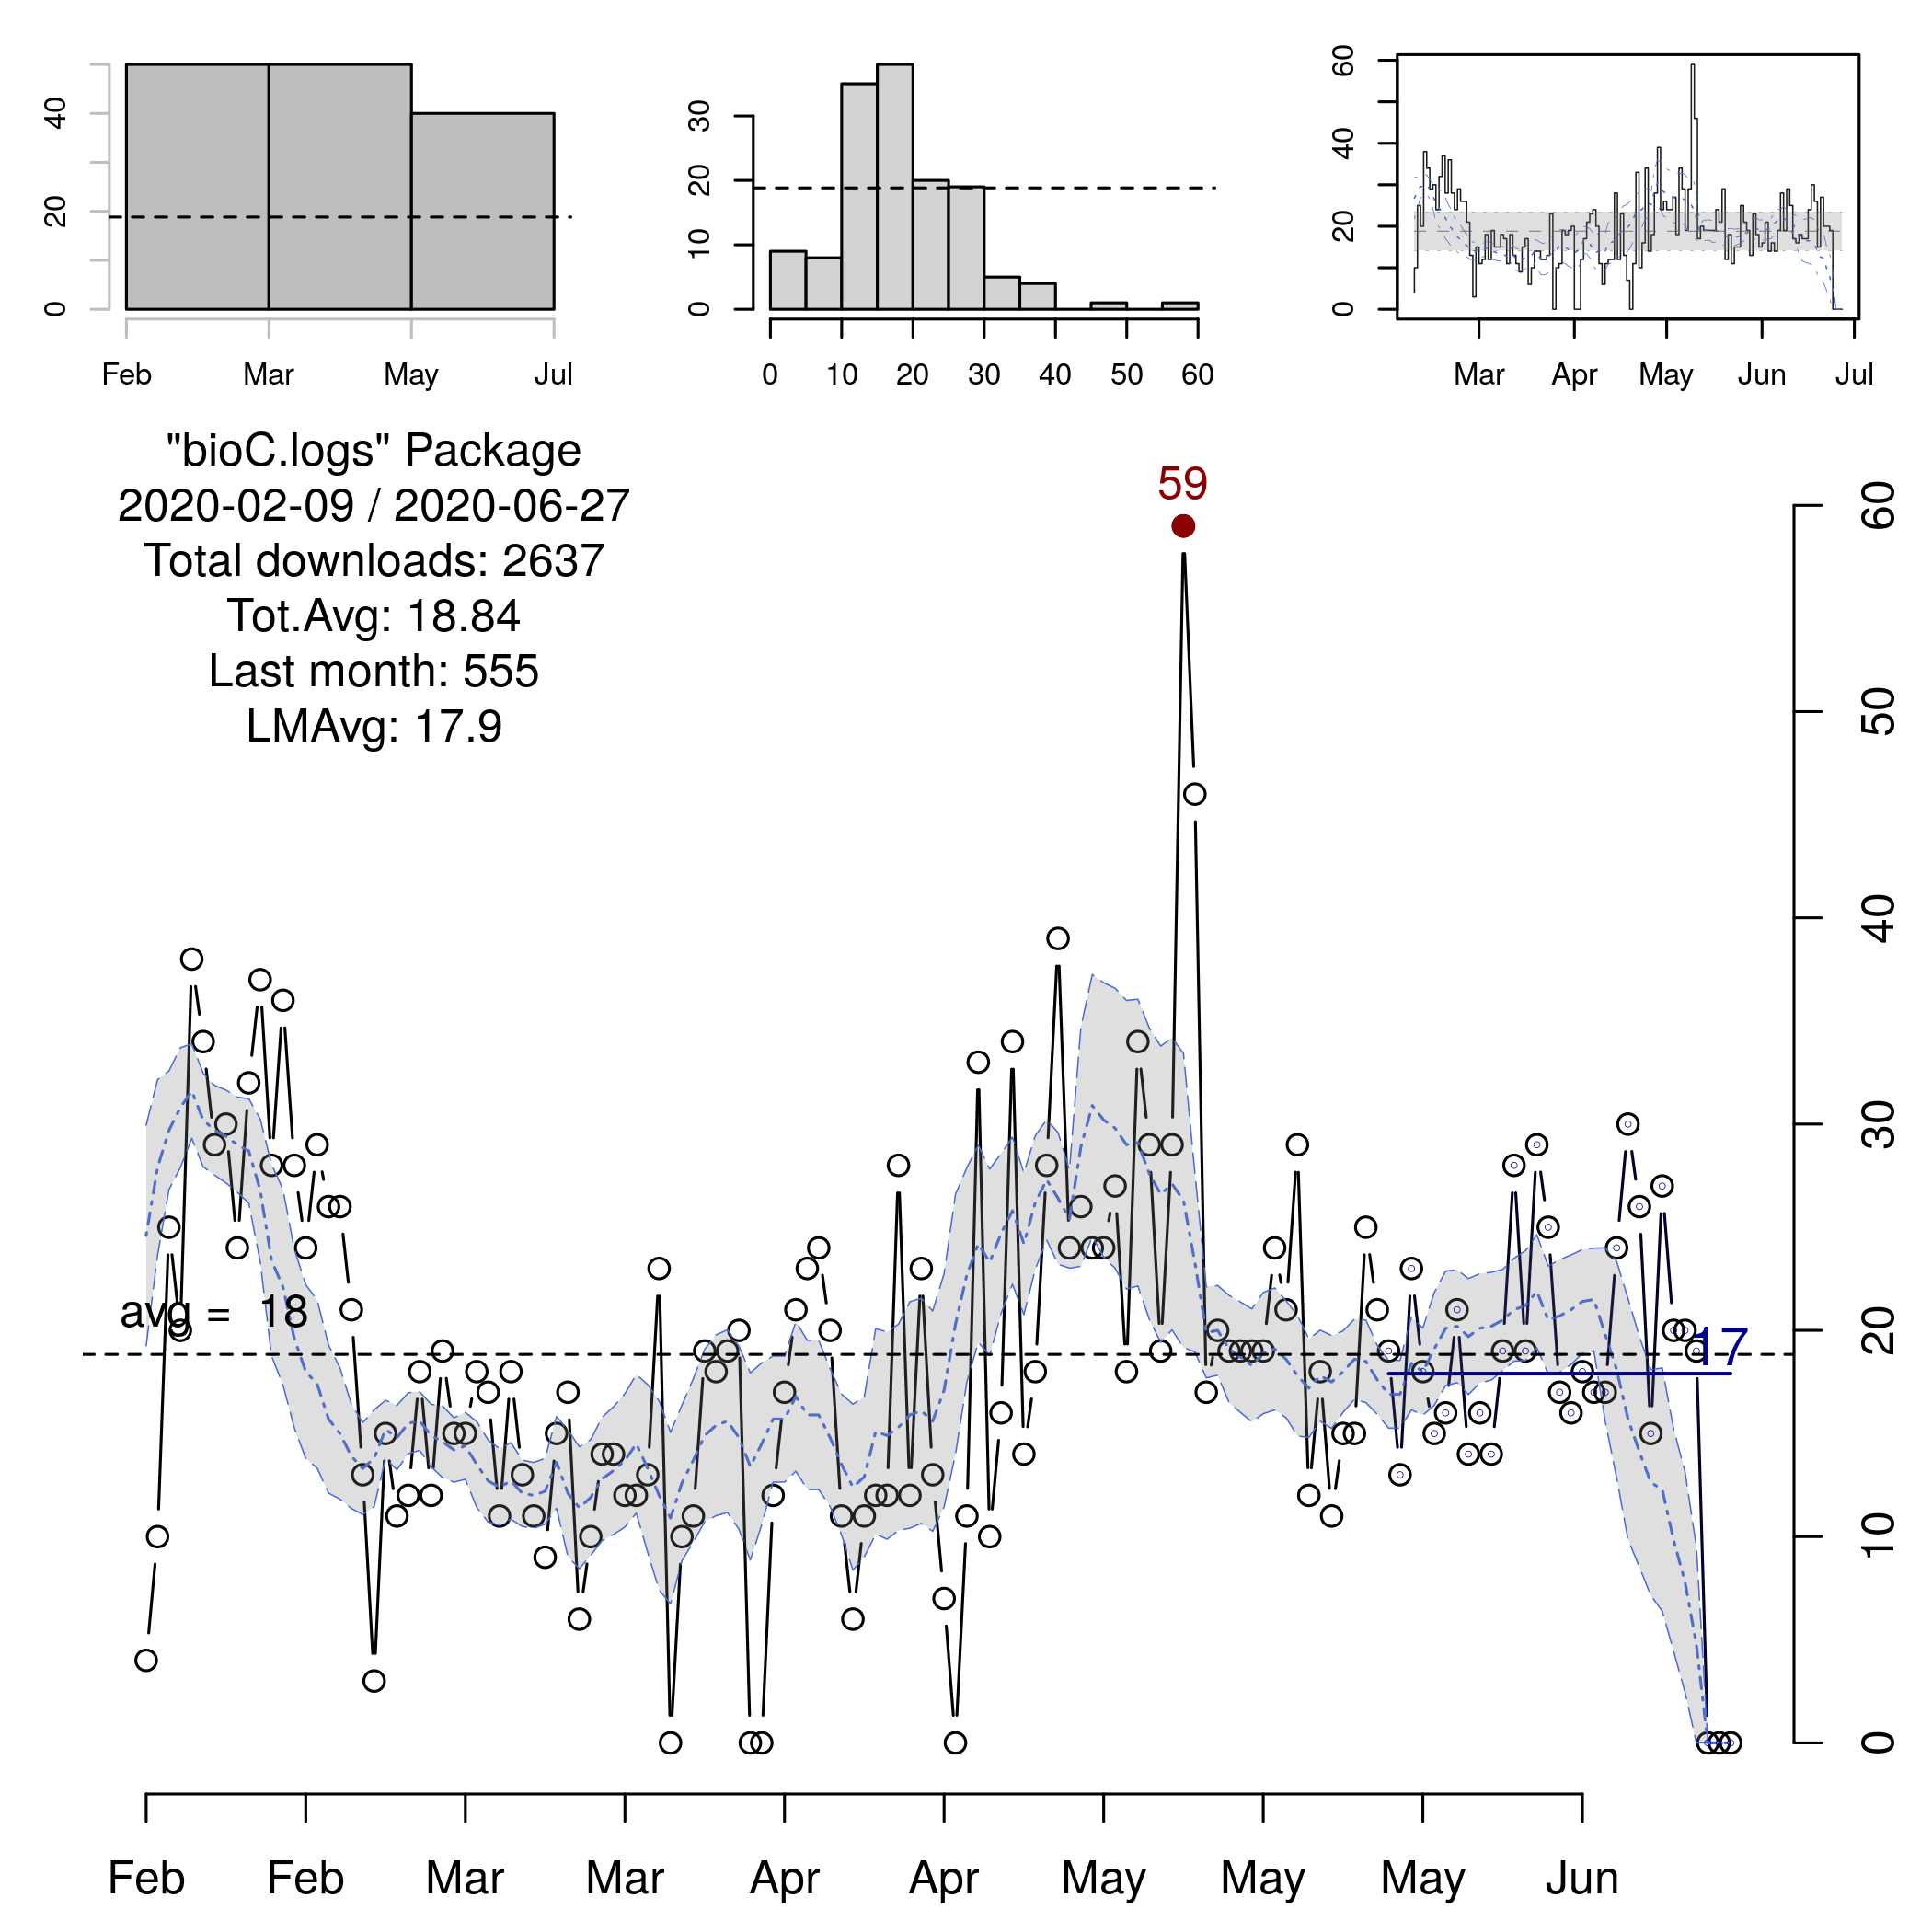 40
20
0
Feb Mar May Jul
30
20
10
0
0 10 20 30 40 50 60
60
40
20
0
Mar Apr May Jun Jul
"bioC.logs" Package
2020-02-09 / 2020-06-27
Total downloads: 2637
Tot.Avg: 18.84
Last month: 555
LMAvg: 17.9
59
avg = 18
17
60
50
40
30
20
10
0
Feb Feb Mar Mar Apr Apr May May May Jun